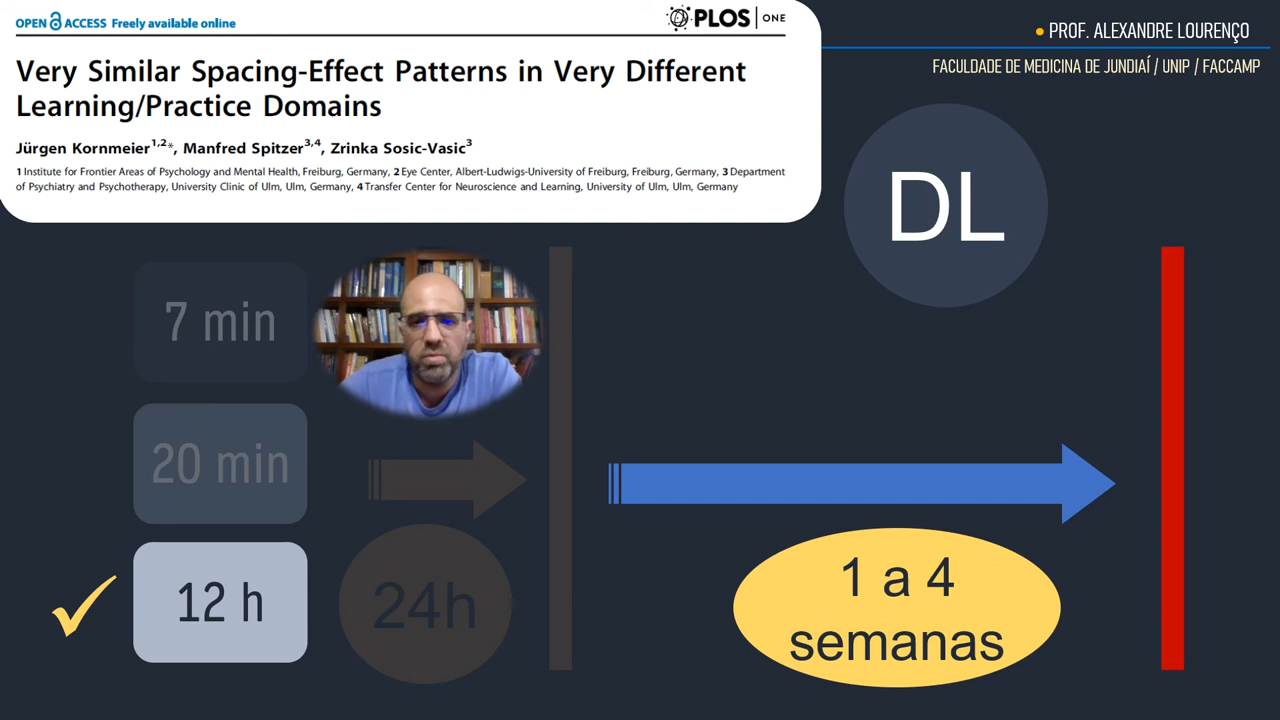 OPEN ACCESS Freely available online
PLOS ONE
Very Similar Spacing-Effect Patterns in Very Different
Learning/Practice Domains
Jürgen Kornmeier1,2*, Manfred Spitzer3,4, Zrinka Sosic-Vasic3
1 Institute for Frontier Areas of Psychology and Mental Health, Freiburg, Germany, 2 Eye Center, Albert-Ludwigs-University of Freiburg, Freiburg, Germany, 3 Department
of Psychiatry and Psychotherapy, University Clinic of Ulm, Ulm, Germany, 4 Transfer Center for Neuroscience and Learning, University of Ulm, Ulm, Germany
• PROF. ALEXANDRE LOURENÇO
FACULDADE DE MEDICINA DE JUNDIAÍ / UNIP / FACCAMP
DL
7 min
20 min
12 h
24h
1 a 4
semanas